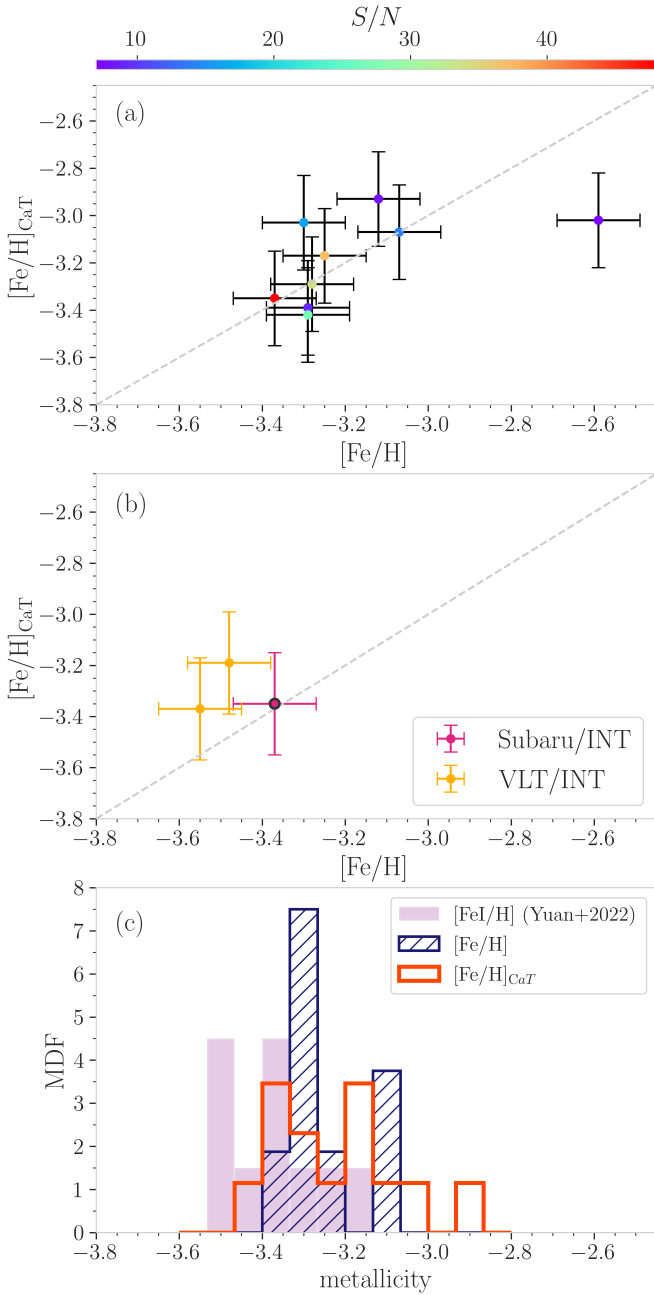 S/N
10 20 30 40
(a)
[Fe/H]CaT
−2.6
−2.8
−3.0
−3.2
−3.4
−3.6
−3.8
−3.8 −3.6 −3.4 −3.2 −3.0 −2.8 −2.6
[Fe/H]
(b)
[Fe/H]CaT
−2.6
−2.8
−3.0
−3.2
−3.4
−3.6
−3.8
Subaru/INT
VLT/INT
−3.8 −3.6 −3.4 −3.2 −3.0 −2.8 −2.6
[Fe/H]
(c)
MDF
8
7
6
5
4
3
2
1
0
[FeI/H] (Yuan+2022)
[Fe/H]
[Fe/H]CaT
−3.8 −3.6 −3.4 −3.2 −3.0 −2.8 −2.6
metallicity